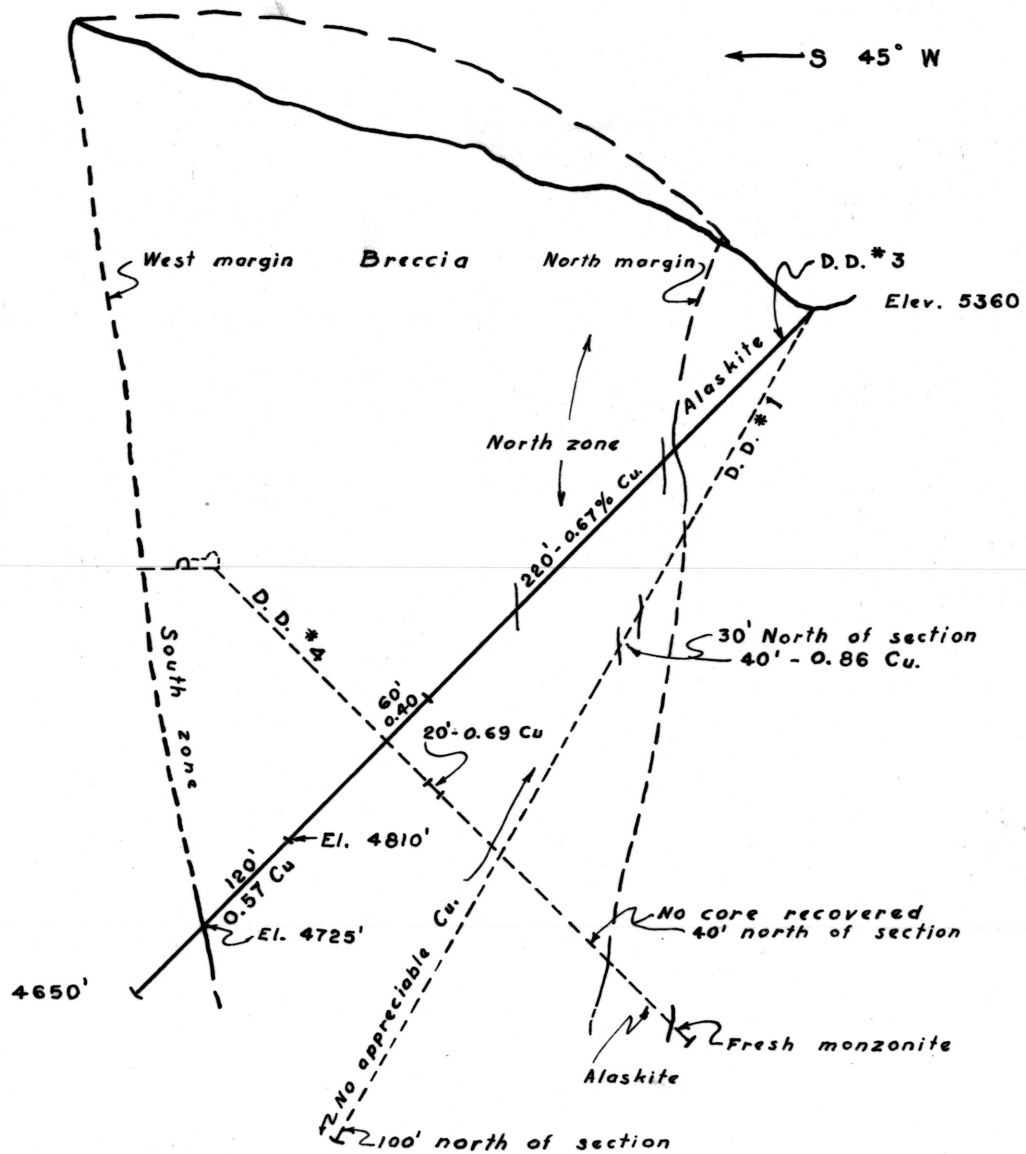 S 45° W
West margin
Breccia
North margin
D. D. #3
Elev. 5360
Alaskite
D. D. #1
North zone
220' - 0.67% Cu.
D. D. #4
South zone
30' North of section
40' - 0.86 Cu.
60'
0.40
20' - 0.69 Cu
El. 4810'
120'
0.57 Cu
El. 4725'
No appreciable Cu.
No core recovered
40' north of section
4650'
Fresh monzonite
Alaskite
100' north of section